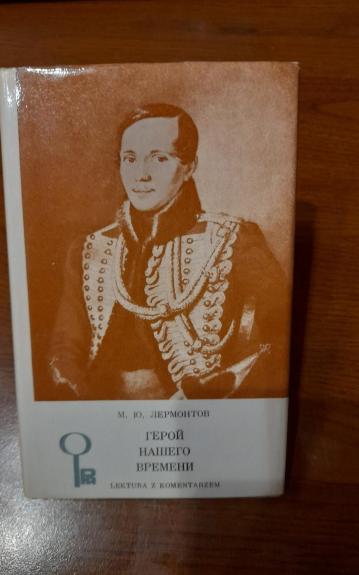 М. Ю. ЛЕРМОНТОВ
ГЕРОЙ
НАШЕГО
ВРЕМЕНИ
LEKTURA Z KOMENTARZEM